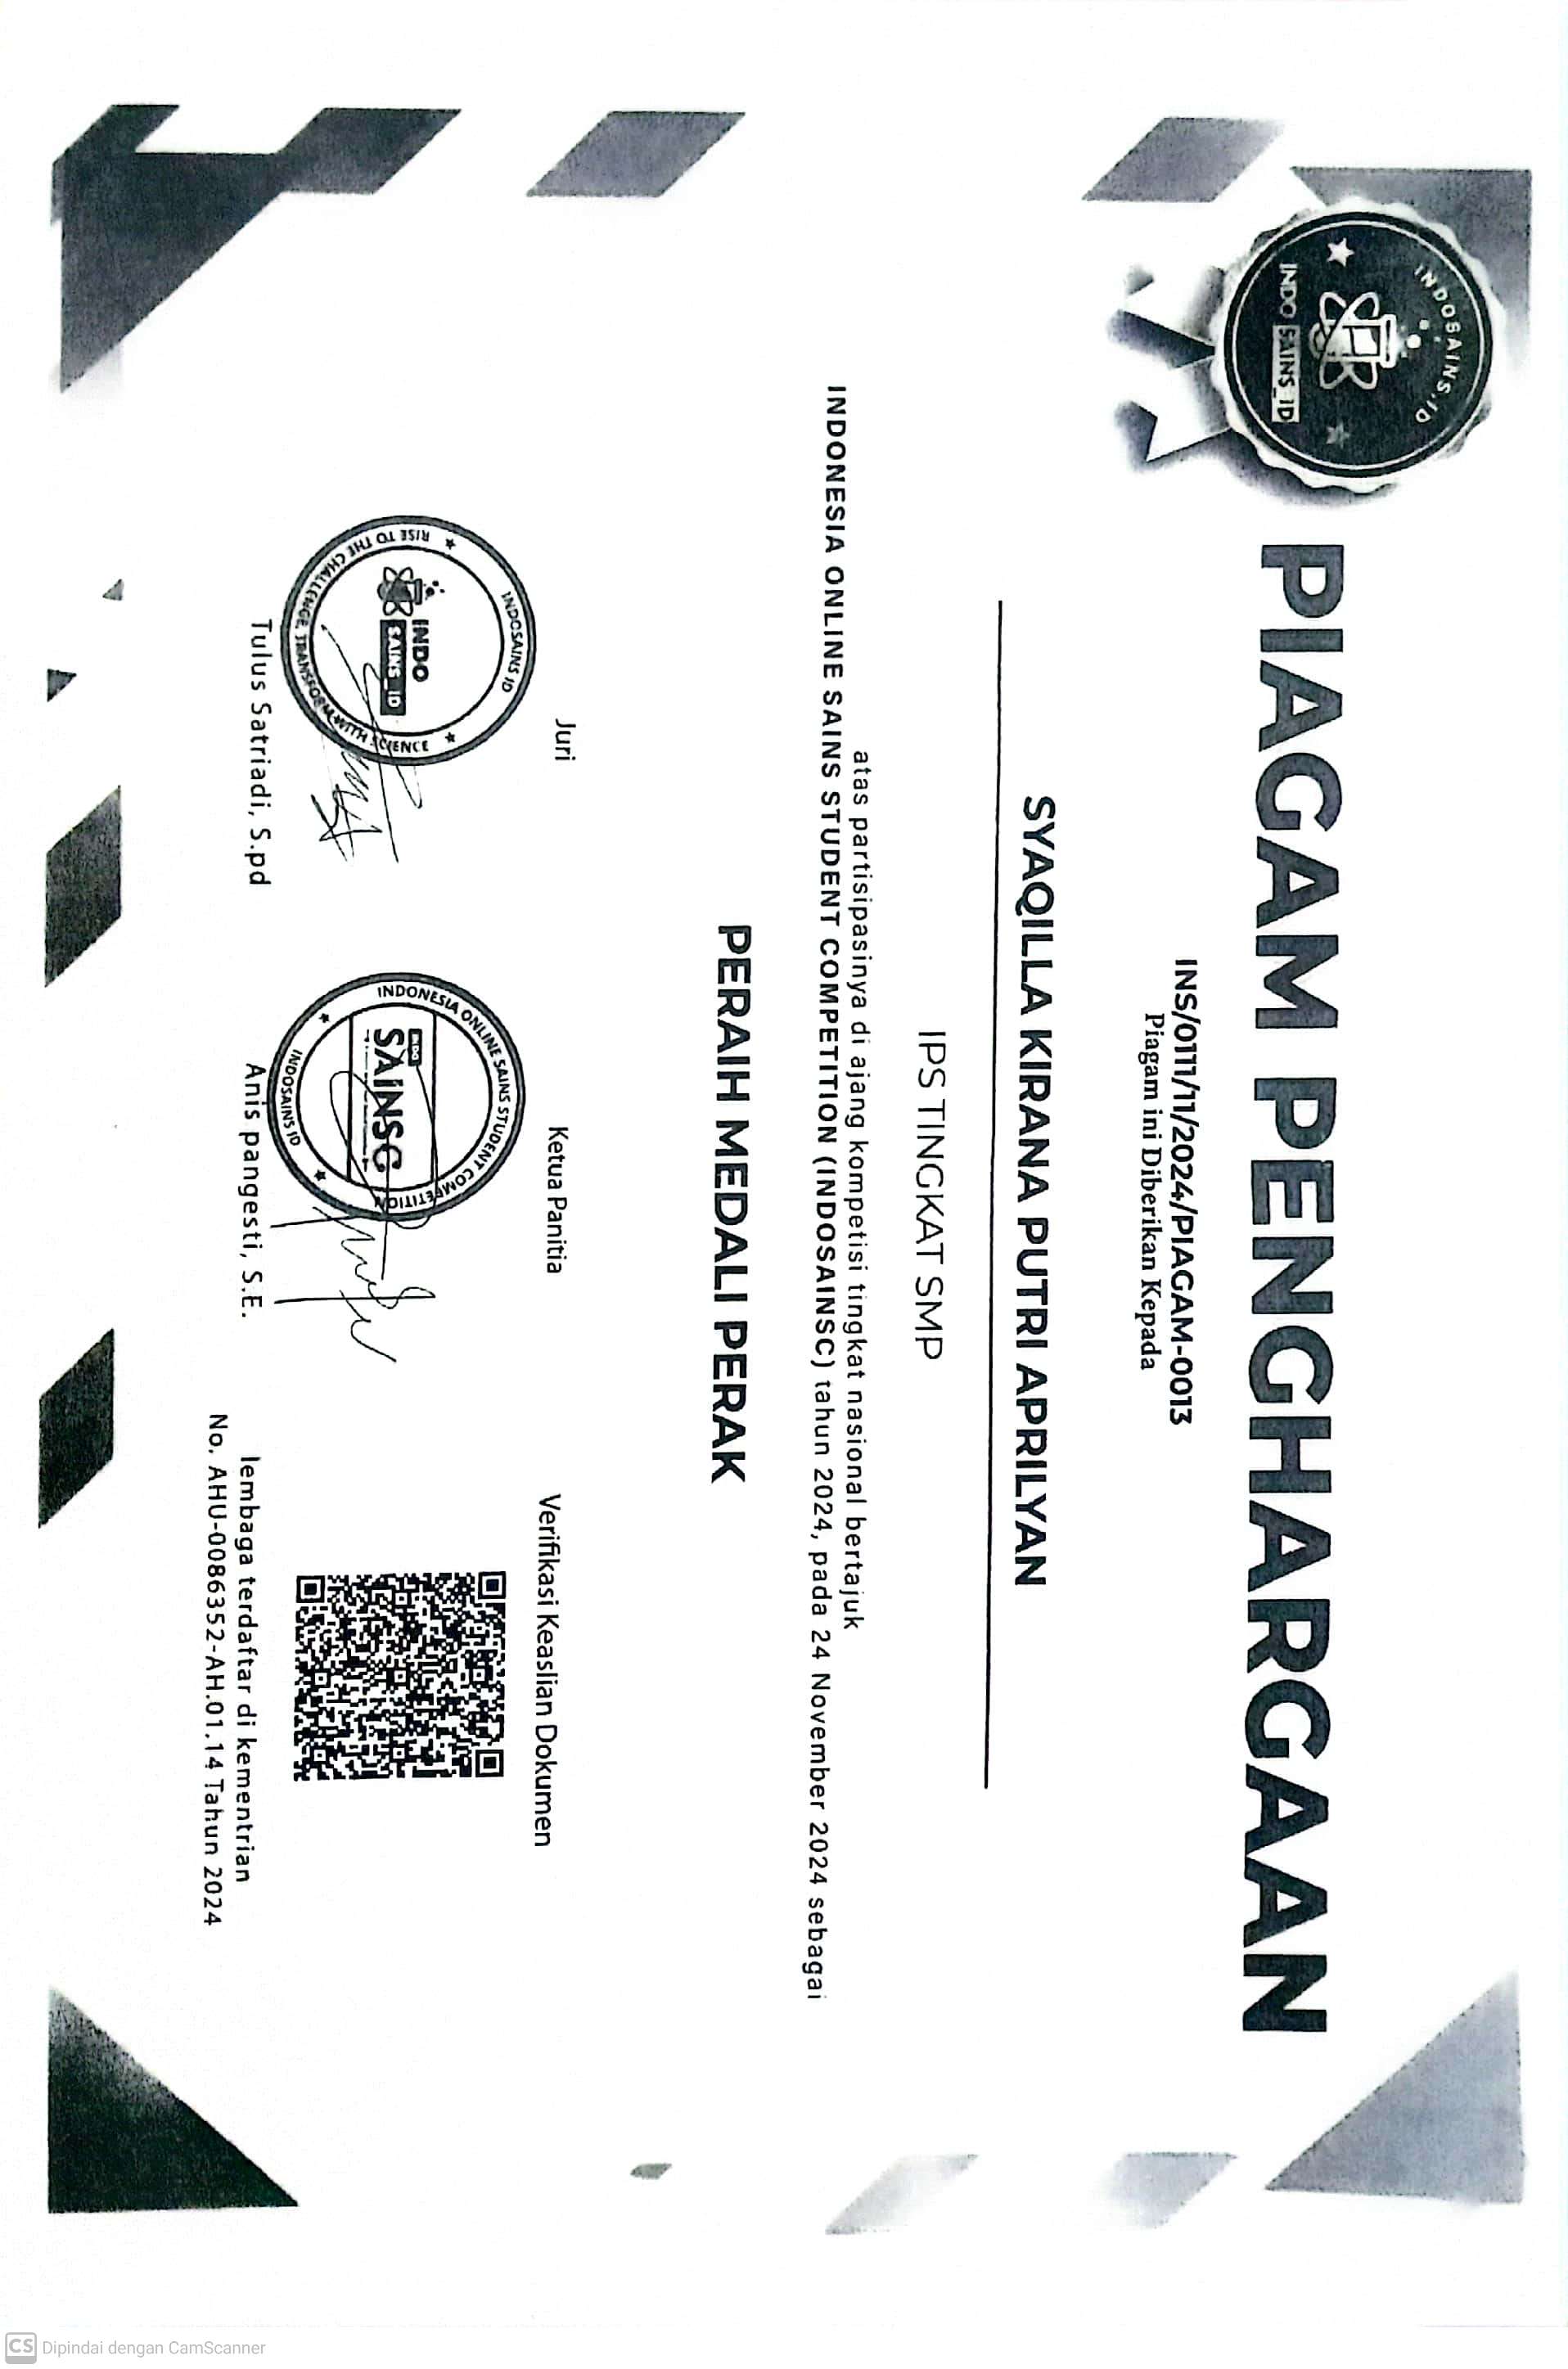 INDOSAINS.ID
INDO SAINS_ID
PIAGAM PENGHARGAAN
INS/0111/11/2024/PIAGAM-0013
Piagam ini Diberikan Kepada
SYAQILLA KIRANA PUTRI APRILYAN
IPS TINGKAT SMP
atas partisipasinya di ajang kompetisi tingkat nasional bertajuk
INDONESIA ONLINE SAINS STUDENT COMPETITION (INDOSAINSC) tahun 2024, pada 24 November 2024 sebagai
PERAIH MEDALI PERAK
Juri
INDOSAINS ID
INDO
SAINS_ID
RISE TO THE CHALLENGE, TRANSFORM WITH SCIENCE
Tulus Satriadi, S.pd
Ketua Panitia
INDONESIA ONLINE SAINS STUDENT COMPETITION
INDO
SAINSC
INDOSAINS ID
Anis pangesti, S.E.
Verifikasi Keaslian Dokumen
lembaga terdaftar di kementrian
No. AHU-0086352-AH.01.14 Tahun 2024
CS Dipindai dengan CamScanner